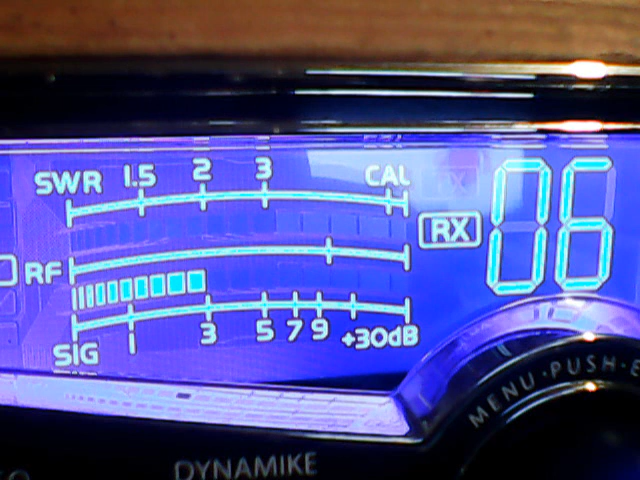 SWR 1.5 2 3 CAL
RX 06
RF
1 3 5 7 9 +30dB
SIG
MENU·PUSH·E
DYNAMIKE